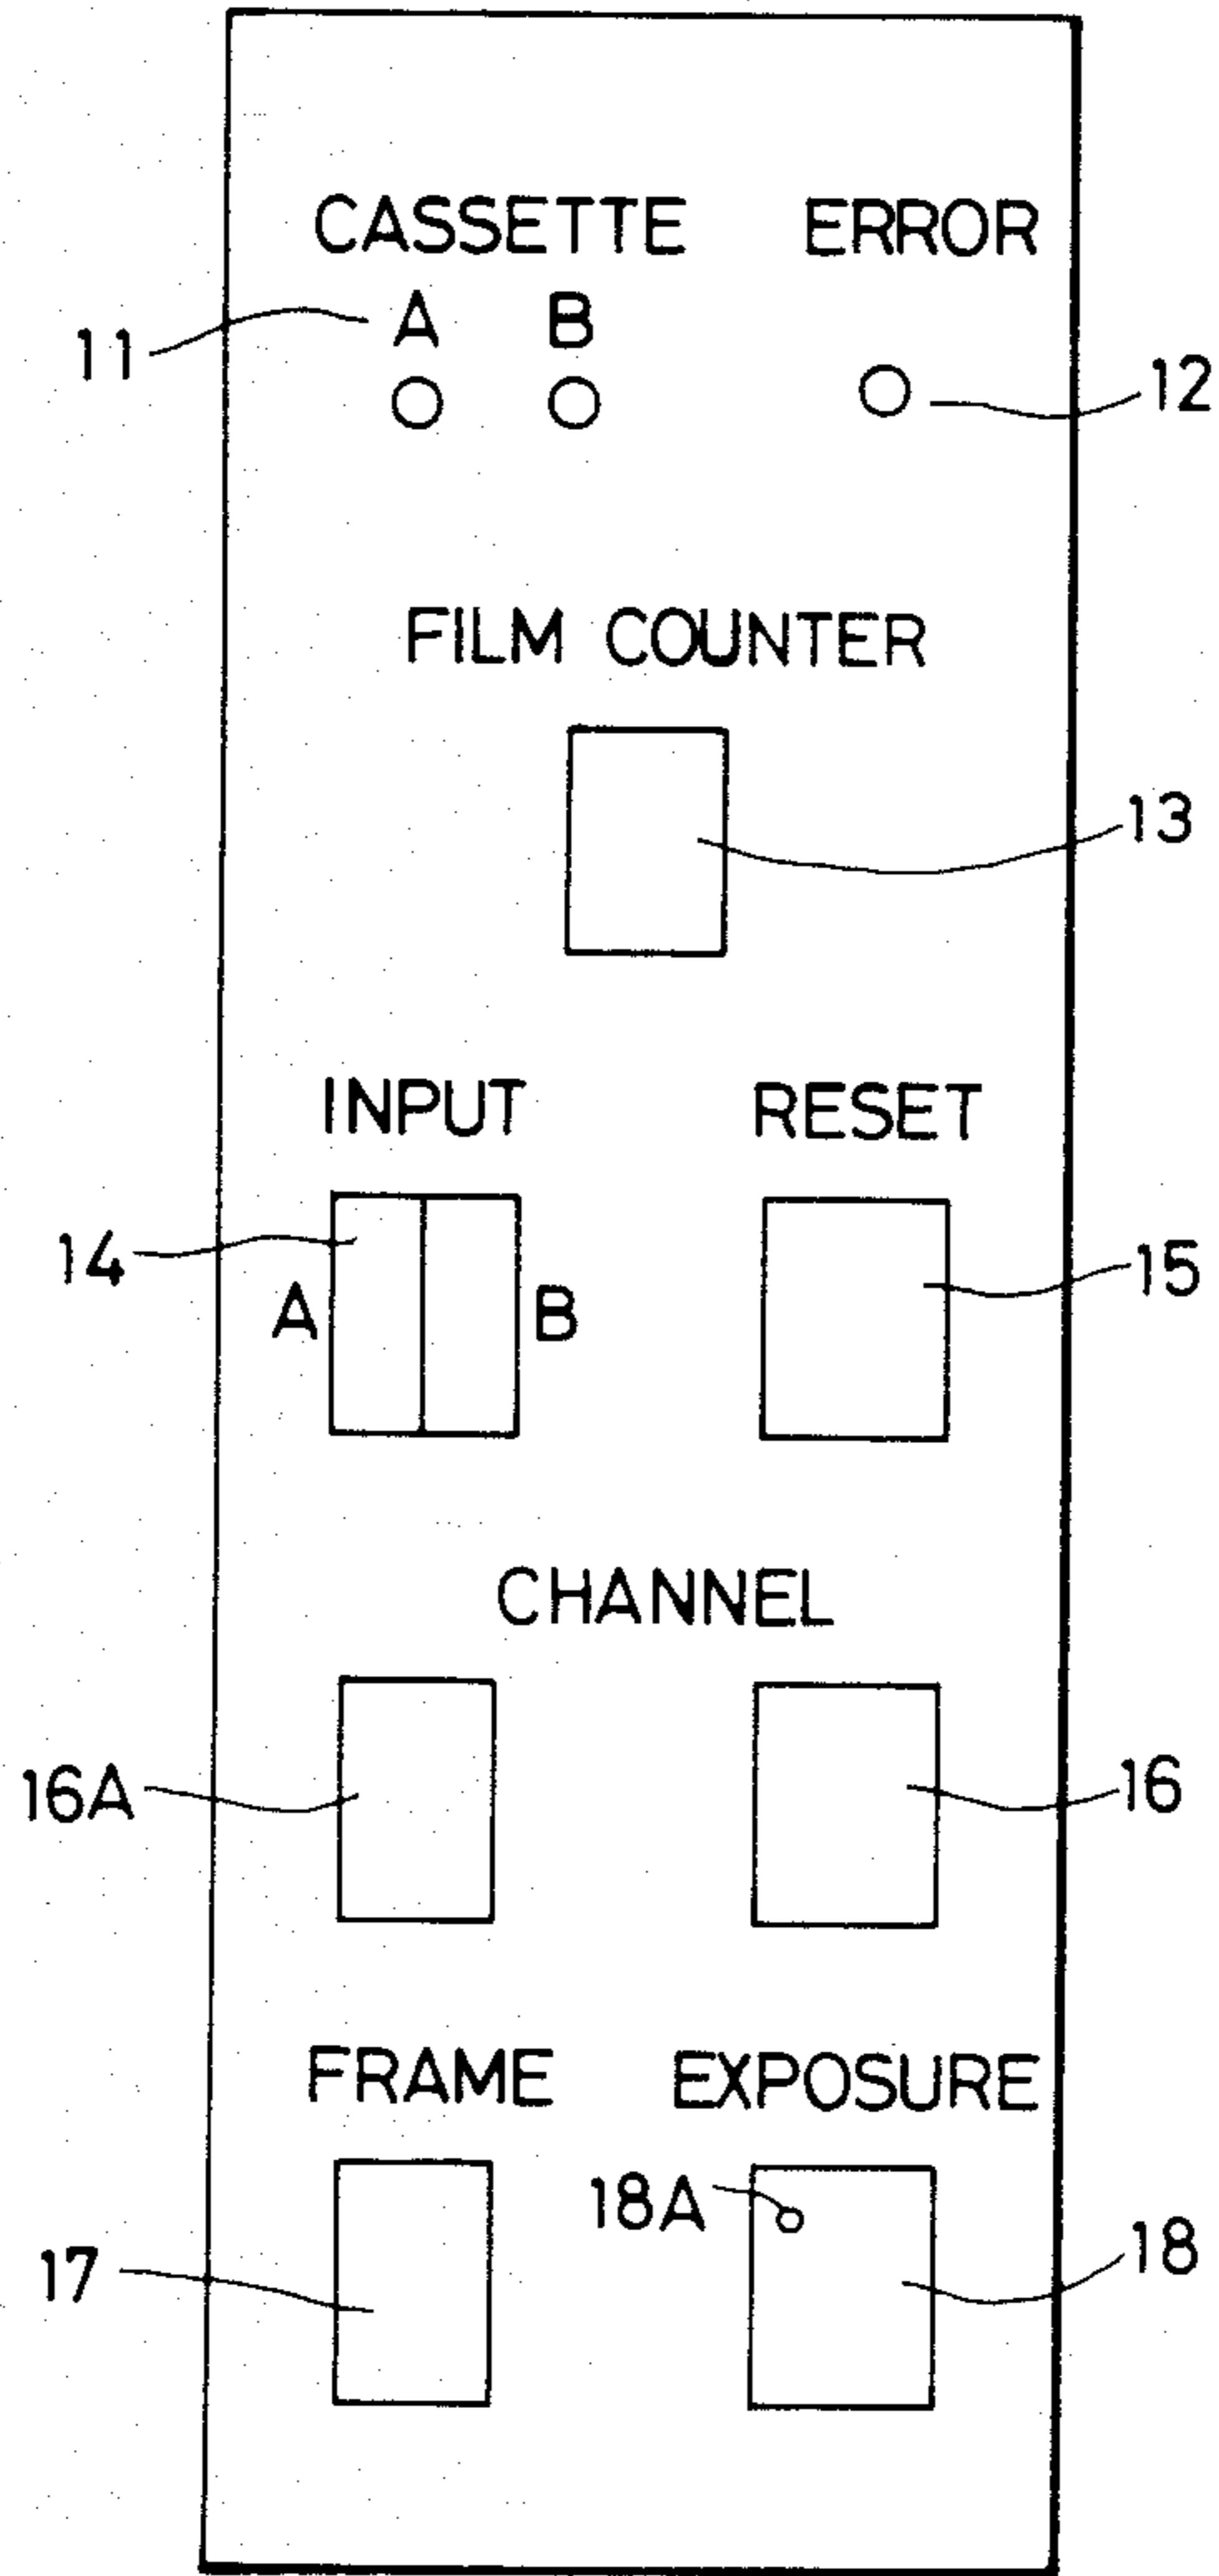 CASSETTE ERROR
11 A B
12
FILM COUNTER
13
INPUT RESET
14 A B 15
CHANNEL
16A 16
FRAME EXPOSURE
18A
17 18